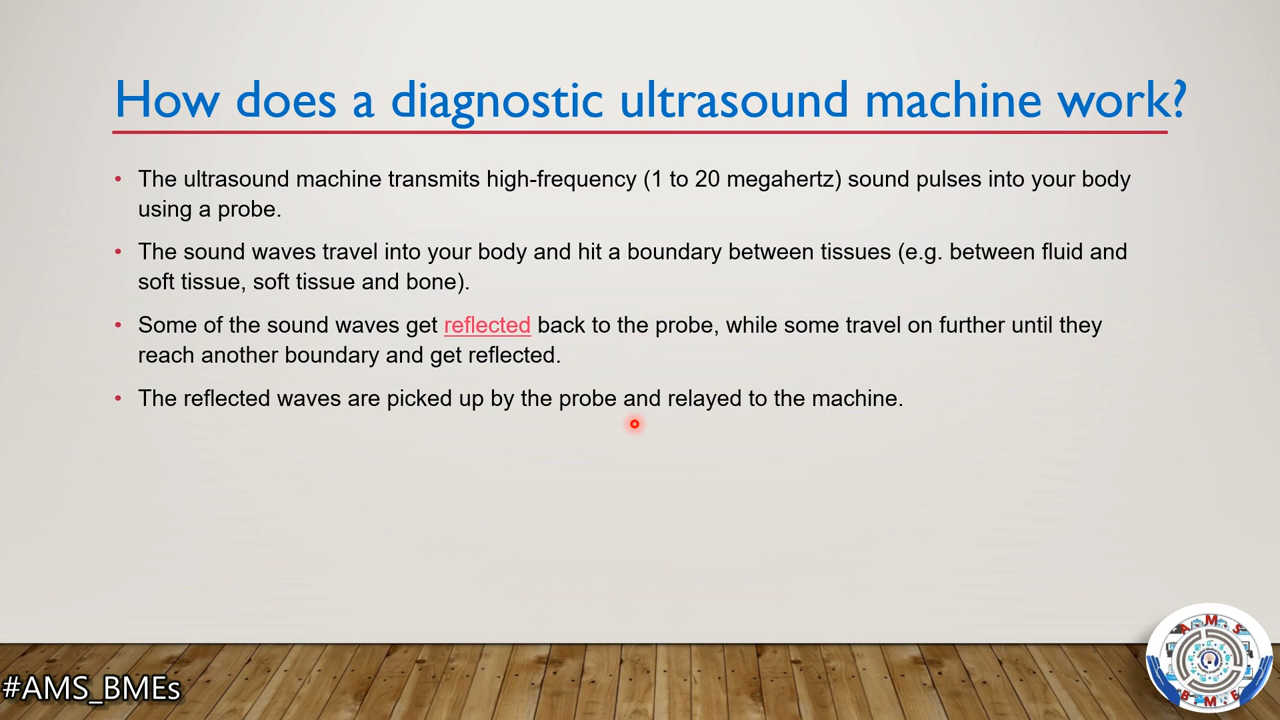 How does a diagnostic ultrasound machine work?
• The ultrasound machine transmits high-frequency (1 to 20 megahertz) sound pulses into your body
using a probe.
• The sound waves travel into your body and hit a boundary between tissues (e.g. between fluid and
soft tissue, soft tissue and bone).
• Some of the sound waves get reflected back to the probe, while some travel on further until they
reach another boundary and get reflected.
• The reflected waves are picked up by the probe and relayed to the machine.
#AMS_BMEs
A M S
B M E